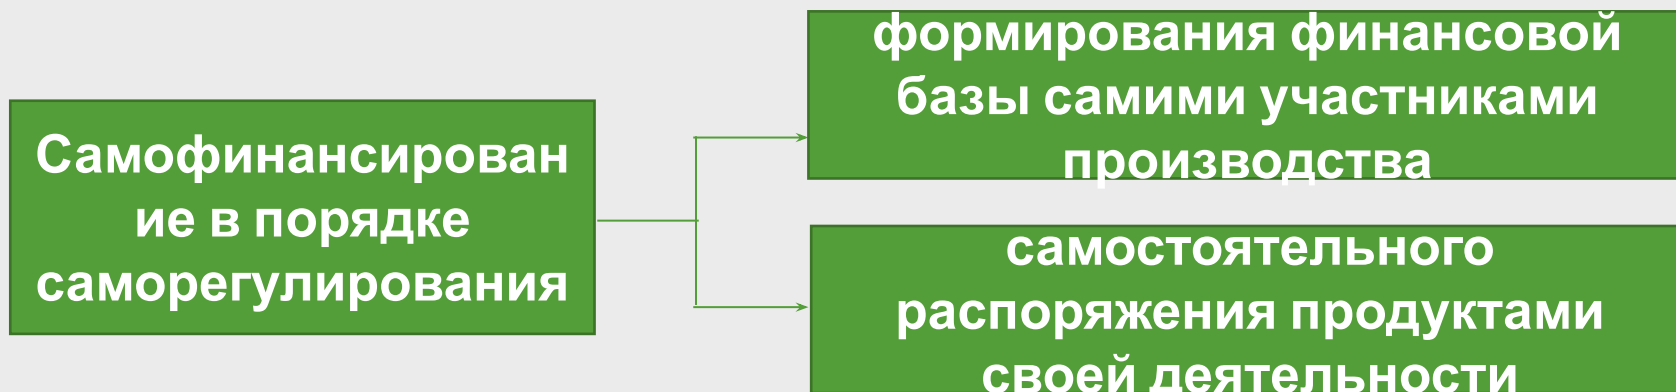 Самофинансирован
ие в порядке
саморегулирования
формирования финансовой
базы самими участниками
производства
самостоятельного
распоряжения продуктами
своей деятельности